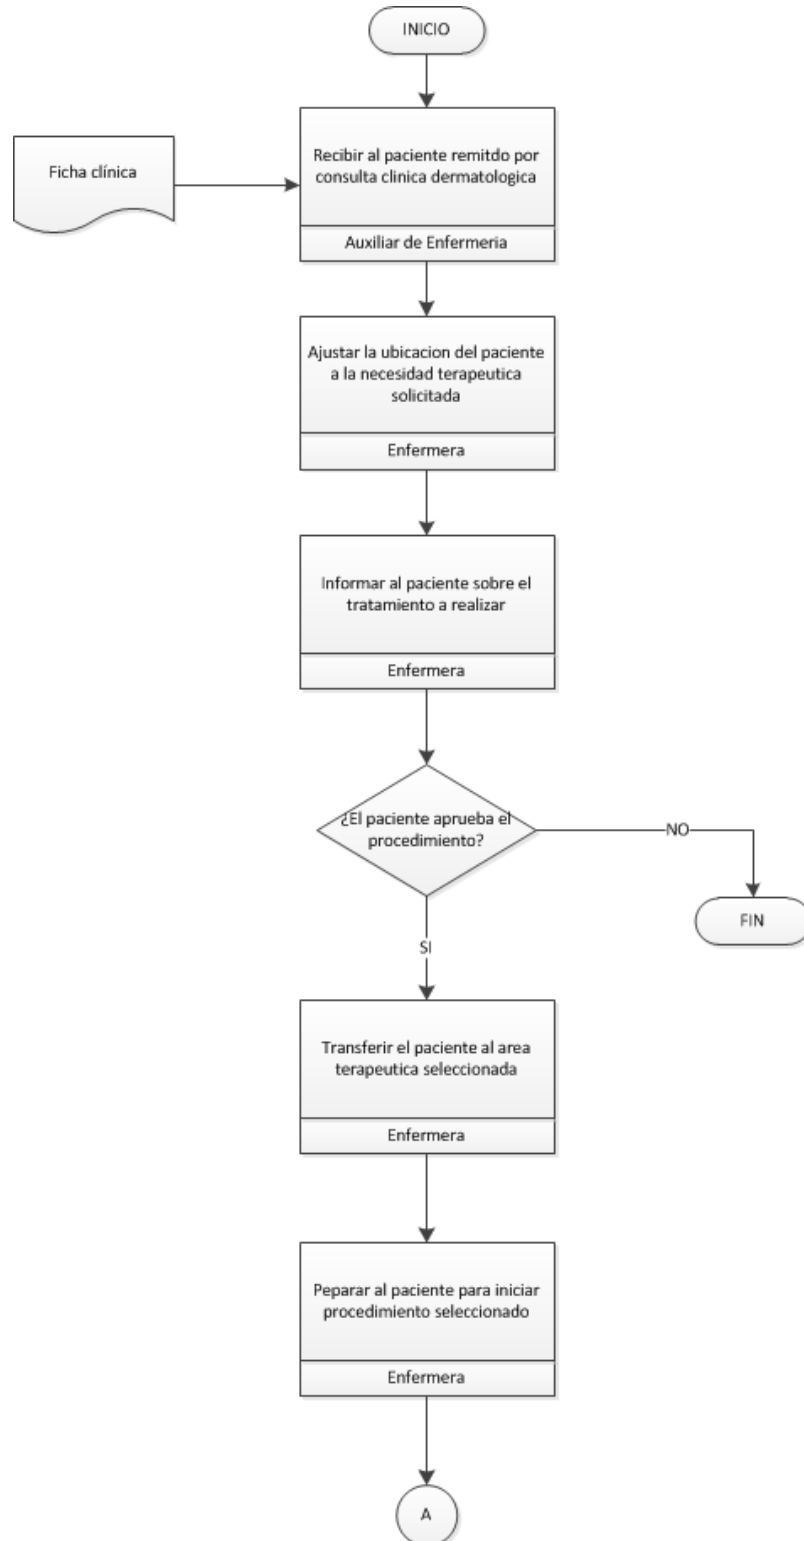 INICIO
Ficha clínica
Recibir al paciente remitdo por
consulta clinica dermatologica
Auxiliar de Enfermeria
Ajustar la ubicacion del paciente
a la necesidad terapeutica
solicitada
Enfermera
Informar al paciente sobre el
tratamiento a realizar
Enfermera
¿El paciente aprueba el
procedimiento?
NO
FIN
SI
Transferir el paciente al area
terapeutica seleccionada
Enfermera
Peparar al paciente para iniciar
procedimiento seleccionado
Enfermera
A